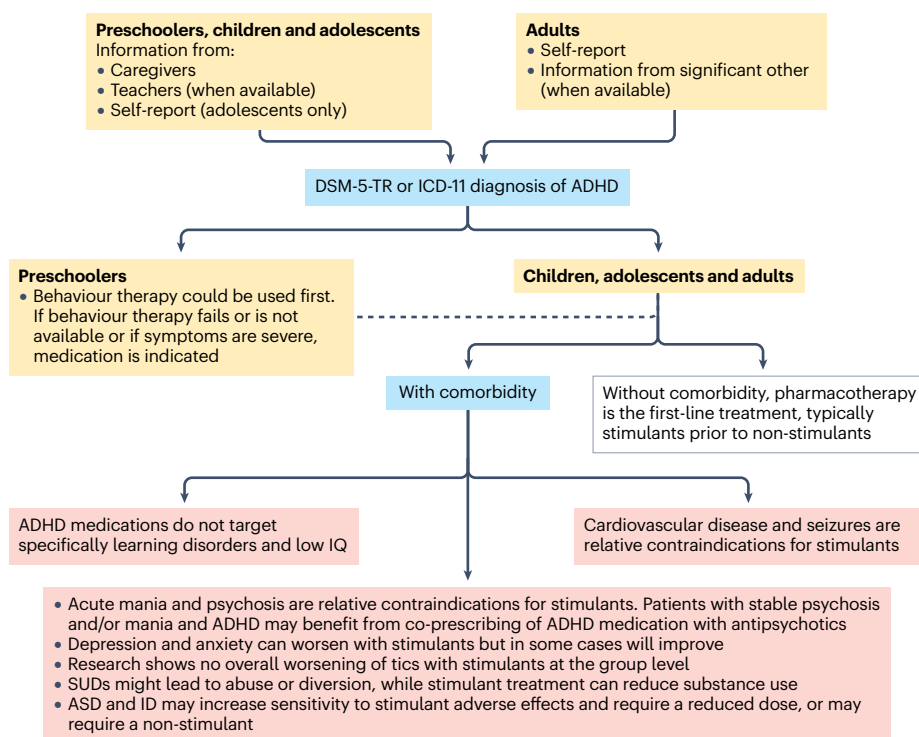 Preschoolers, children and adolescents
Information from:
• Caregivers
• Teachers (when available)
• Self-report (adolescents only)
Adults
• Self-report
• Information from significant other
(when available)
DSM-5-TR or ICD-11 diagnosis of ADHD
Preschoolers
• Behaviour therapy could be used first.
If behaviour therapy fails or is not
available or if symptoms are severe,
medication is indicated
Children, adolescents and adults
With comorbidity
Without comorbidity, pharmacotherapy
is the first-line treatment, typically
stimulants prior to non-stimulants
ADHD medications do not target
specifically learning disorders and low IQ
Cardiovascular disease and seizures are
relative contraindications for stimulants
• Acute mania and psychosis are relative contraindications for stimulants. Patients with stable psychosis
and/or mania and ADHD may benefit from co-prescribing of ADHD medication with antipsychotics
• Depression and anxiety can worsen with stimulants but in some cases will improve
• Research shows no overall worsening of tics with stimulants at the group level
• SUDs might lead to abuse or diversion, while stimulant treatment can reduce substance use
• ASD and ID may increase sensitivity to stimulant adverse effects and require a reduced dose, or may
require a non-stimulant